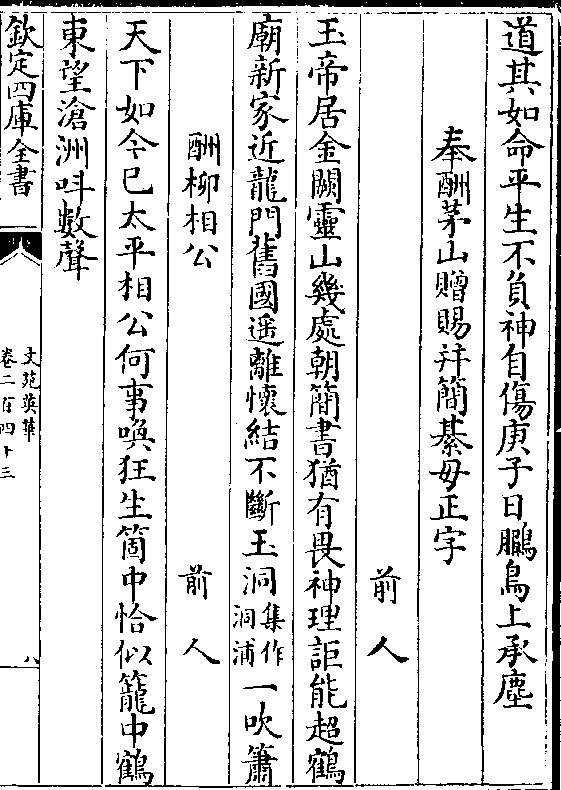 道其如命平生不負神自傷庚子日鵩鳥上承塵
奉酬茅山贈賜幷簡綦毋正字
前人
玉帝居金闕靈山幾處朝簡書猶有畏神理詎能超鶴
廟新家近龍門舊國遥離懷結不斷玉洞集作洞浦一吹簫
酬柳相公
前人
天下如今已太平相公何事喚狂生箇中恰似籠中鶴
東望滄洲呌數聲
欽定四庫全書
文苑英華
卷二百四十三
八